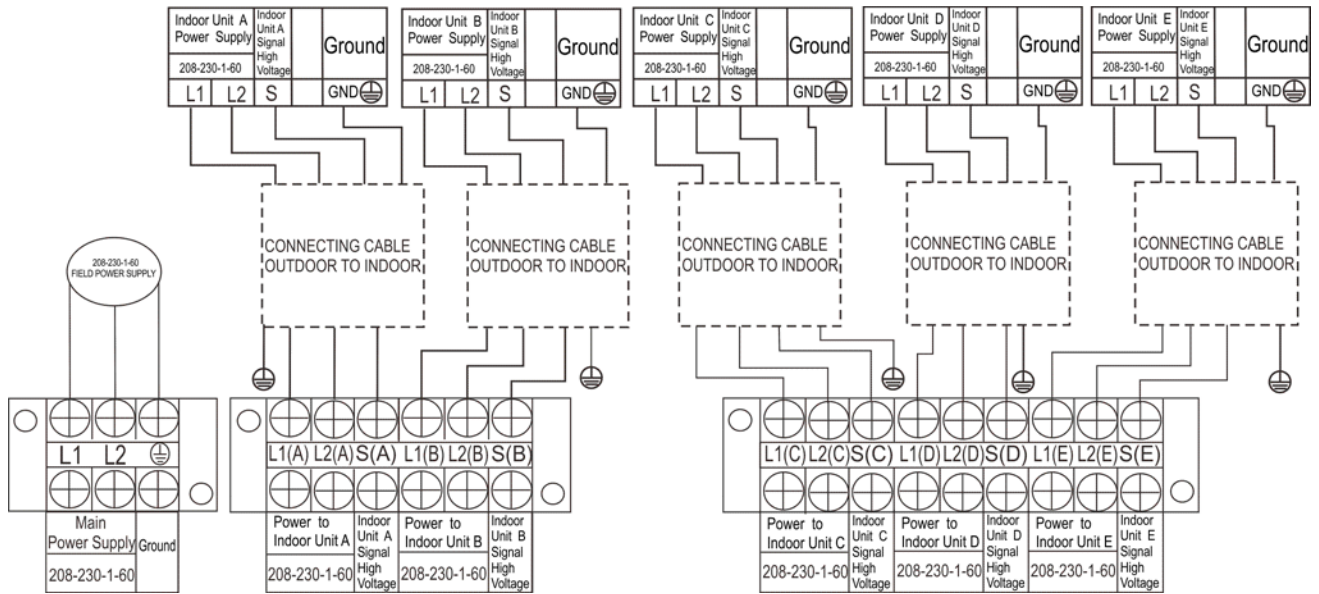 Indoor Unit A
Power Supply
208-230-1-60
Indoor
Unit A
Signal
High
Voltage
Ground
L1 L2 S GND
Indoor Unit B
Power Supply
208-230-1-60
Indoor
Unit B
Signal
High
Voltage
Ground
L1 L2 S GND
Indoor Unit C
Power Supply
208-230-1-60
Indoor
Unit C
Signal
High
Voltage
Ground
L1 L2 S GND
Indoor Unit D
Power Supply
208-230-1-60
Indoor
Unit D
Signal
High
Voltage
Ground
L1 L2 S GND
Indoor Unit E
Power Supply
208-230-1-60
Indoor
Unit E
Signal
High
Voltage
Ground
L1 L2 S GND
CONNECTING CABLE
OUTDOOR TO INDOOR
CONNECTING CABLE
OUTDOOR TO INDOOR
CONNECTING CABLE
OUTDOOR TO INDOOR
CONNECTING CABLE
OUTDOOR TO INDOOR
CONNECTING CABLE
OUTDOOR TO INDOOR
208-230-1-60
FIELD POWER SUPPLY
L1 L2
Main
Power Supply
208-230-1-60
Ground
L1(A) L2(A) S(A) L1(B) L2(B) S(B)
Power to
Indoor Unit A
208-230-1-60
Indoor
Unit A
Signal
High
Voltage
Power to
Indoor Unit B
208-230-1-60
Indoor
Unit B
Signal
High
Voltage
L1(C) L2(C) S(C) L1(D) L2(D) S(D) L1(E) L2(E) S(E)
Power to
Indoor Unit C
208-230-1-60
Indoor
Unit C
Signal
High
Voltage
Power to
Indoor Unit D
208-230-1-60
Indoor
Unit D
Signal
High
Voltage
Power to
Indoor Unit E
208-230-1-60
Indoor
Unit E
Signal
High
Voltage